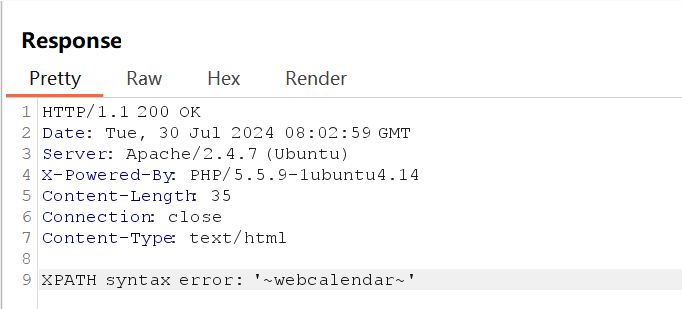 Response
Pretty Raw Hex Render
1 HTTP/1.1 200 OK
2 Date: Tue, 30 Jul 2024 08:02:59 GMT
3 Server: Apache/2.4.7 (Ubuntu)
4 X-Powered-By: PHP/5.5.9-1ubuntu4.14
5 Content-Length: 35
6 Connection: close
7 Content-Type: text/html
8
9 XPATH syntax error: '~webcalendar~'